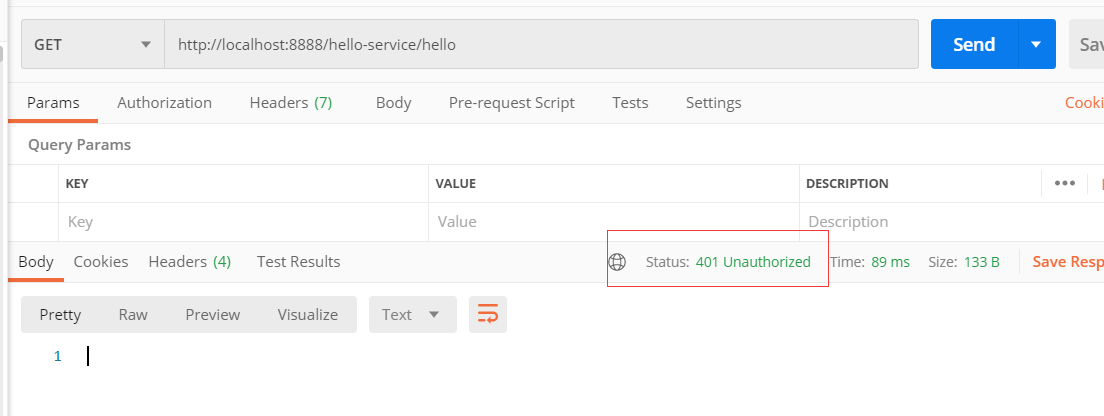 GET http://localhost:8888/hello-service/hello Send Sav
Params Authorization Headers (7) Body Pre-request Script Tests Settings Cooki
Query Params
KEY VALUE DESCRIPTION •••
Key Value Description
Body Cookies Headers (4) Test Results Status: 401 Unauthorized Time: 89 ms Size: 133 B Save Resp
Pretty Raw Preview Visualize Text
1